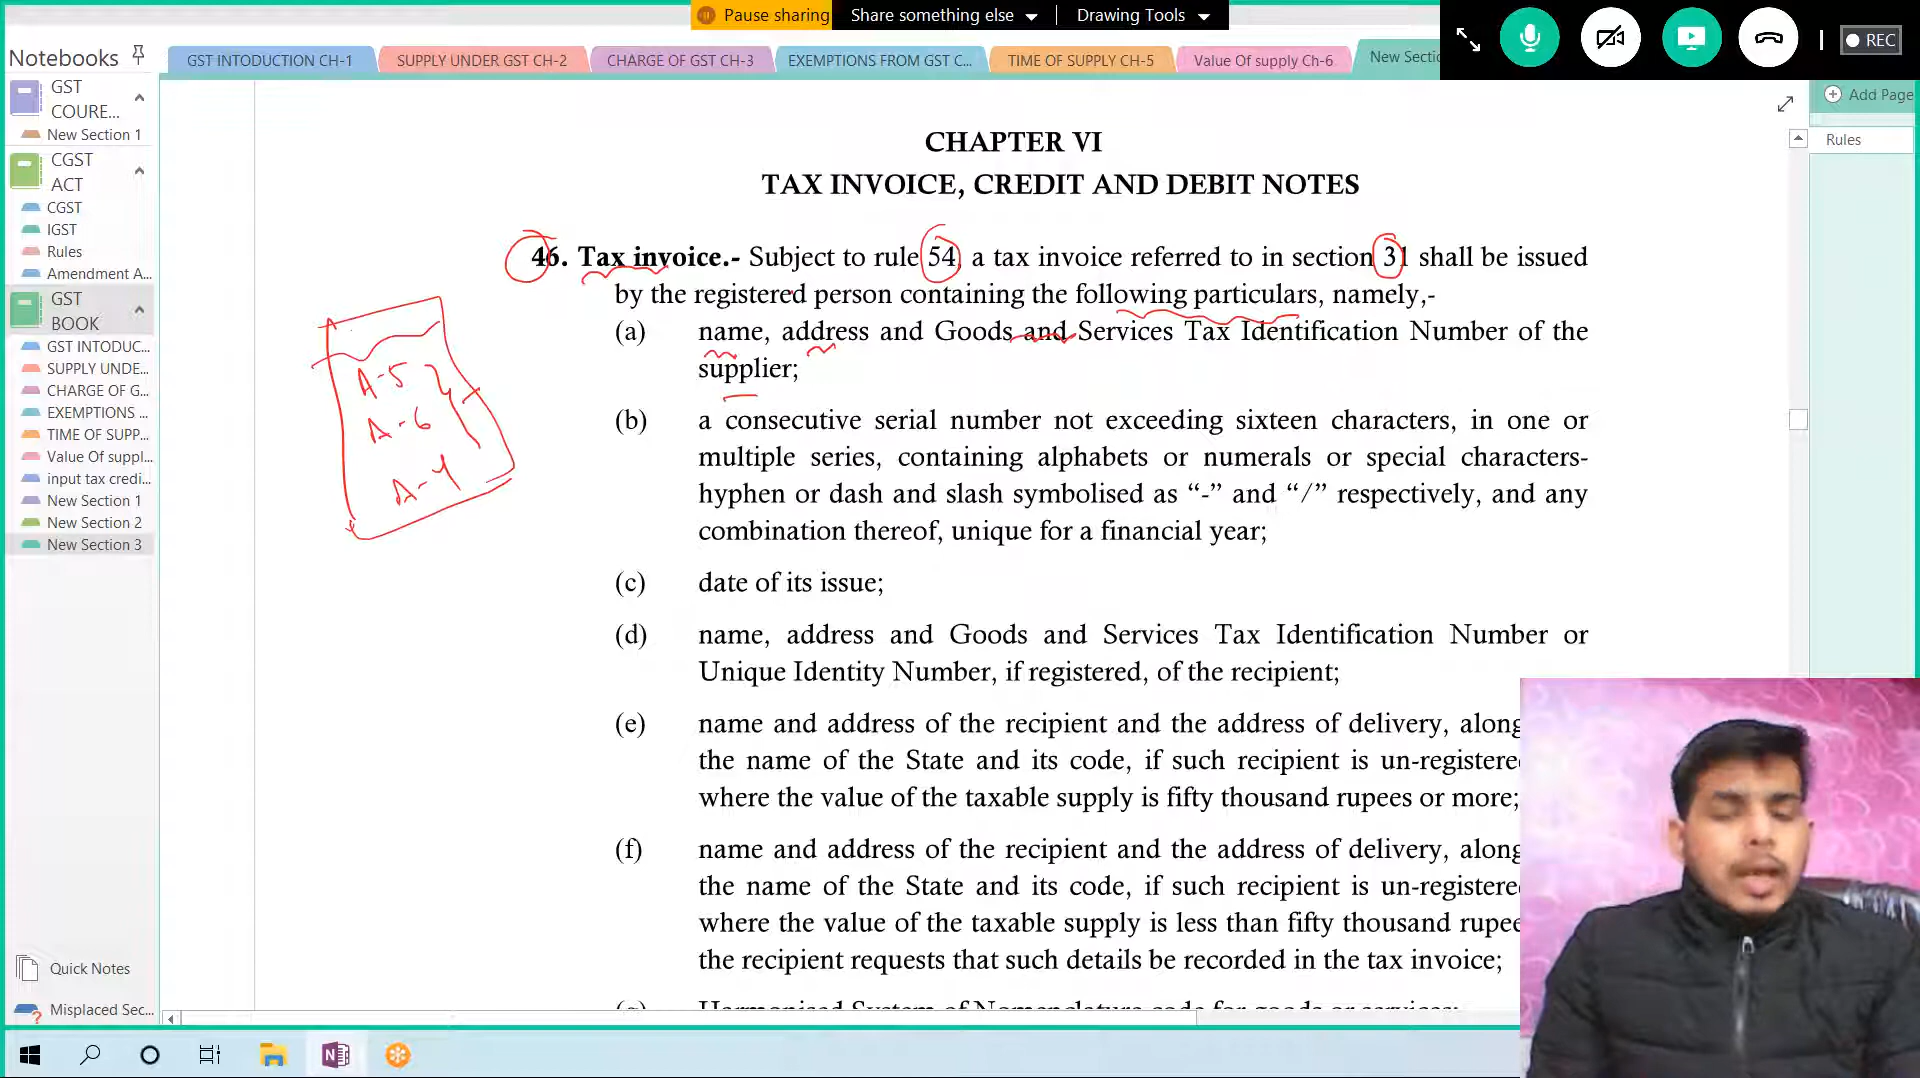 Pause sharing
Share something else
Drawing Tools
REC
Notebooks
GST INTODUCTION CH-1
SUPPLY UNDER GST CH-2
CHARGE OF GST CH-3
EXEMPTIONS FROM GST C...
TIME OF SUPPLY CH-5
Value Of supply Ch-6
New Sectio
Add Page
Rules
GST
COURE...
New Section 1
CGST
ACT
CGST
IGST
Rules
Amendment A...
GST
BOOK
GST INTODUC...
SUPPLY UNDE...
CHARGE OF G...
EXEMPTIONS ...
TIME OF SUPP...
Value Of suppl...
input tax credi...
New Section 1
New Section 2
New Section 3
Quick Notes
Misplaced Sec...
CHAPTER VI
TAX INVOICE, CREDIT AND DEBIT NOTES
46. Tax invoice.- Subject to rule 54, a tax invoice referred to in section 31 shall be issued
by the registered person containing the following particulars, namely,-
(a) name, address and Goods and Services Tax Identification Number of the
supplier;
(b) a consecutive serial number not exceeding sixteen characters, in one or
multiple series, containing alphabets or numerals or special characters-
hyphen or dash and slash symbolised as “-” and “/” respectively, and any
combination thereof, unique for a financial year;
(c) date of its issue;
(d) name, address and Goods and Services Tax Identification Number or
Unique Identity Number, if registered, of the recipient;
(e) name and address of the recipient and the address of delivery, along
the name of the State and its code, if such recipient is un-registere
where the value of the taxable supply is fifty thousand rupees or more;
(f) name and address of the recipient and the address of delivery, along
the name of the State and its code, if such recipient is un-registere
where the value of the taxable supply is less than fifty thousand rupee
the recipient requests that such details be recorded in the tax invoice;
(g) Harmonised System of Nomenclature code for goods or services;
A-5
A-6
A-4